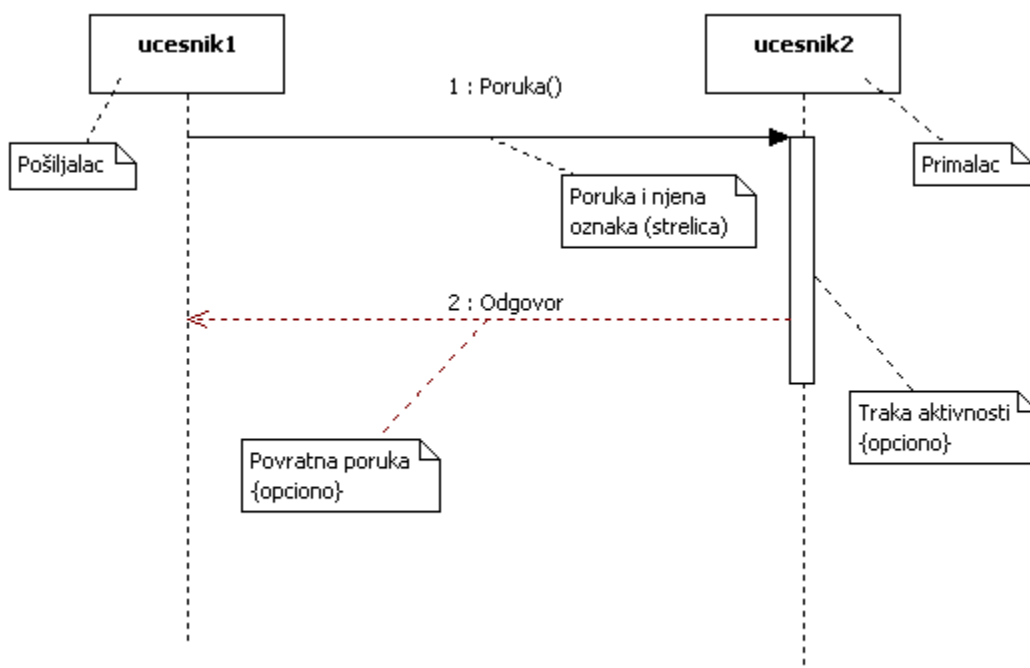 ucesnik1
ucesnik2
1 : Poruka()
Pošiljalac
Primalac
Poruka i njena
oznaka (strelica)
2 : Odgovor
Traka aktivnosti
{opciono}
Povratna poruka
{opciono}